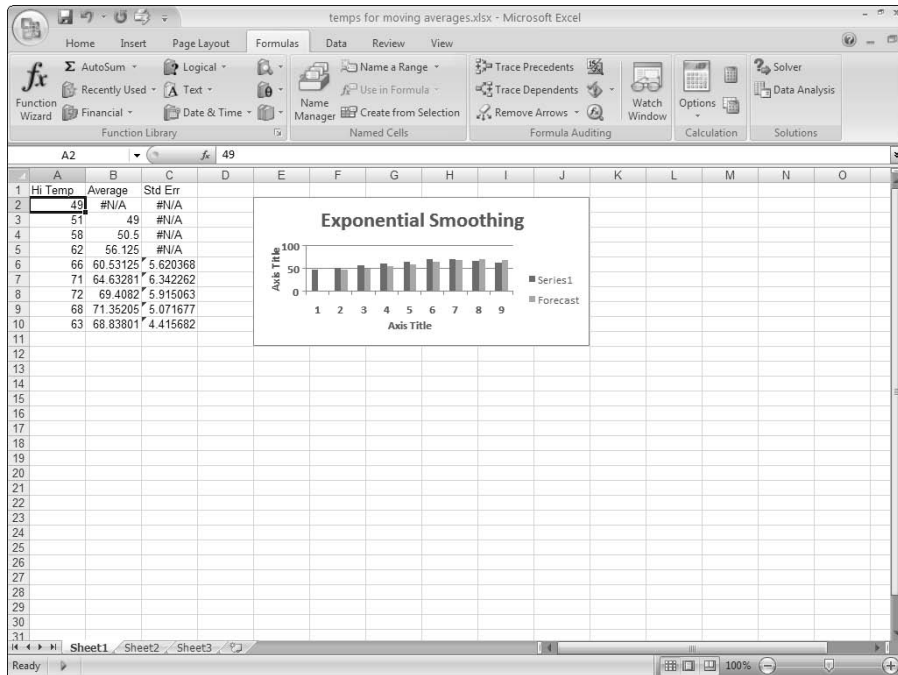 temps for moving averages.xlsx - Microsoft Excel
Home Insert Page Layout Formulas Data Review View
fx Function Wizard
Σ AutoSum
Recently Used
Financial
? Logical
A Text
Date & Time
θ
Function Library
Name Manager
Name a Range
Use in Formula
Create from Selection
Named Cells
Trace Precedents
Trace Dependents
Remove Arrows
Formula Auditing
Watch Window
Options
Calculation
Solver
Data Analysis
Solutions
A2 fx 49
A B C D E F G H I J K L M N O
1 Hi Temp Average Std Err
2 49 #N/A #N/A
3 51 49 #N/A
4 58 50.5 #N/A
5 62 56.125 #N/A
6 66 60.53125 5.620368
7 71 64.63281 6.342262
8 72 69.4082 5.915063
9 68 71.35205 5.071677
10 63 68.83801 4.415682
11
12
13
14
15
16
17
18
19
20
21
22
23
24
25
26
27
28
29
30
31
Exponential Smoothing
Axis Title
100
50
0
1 2 3 4 5 6 7 8 9
Axis Title
Series1
Forecast
Sheet1 Sheet2 Sheet3
Ready 100%